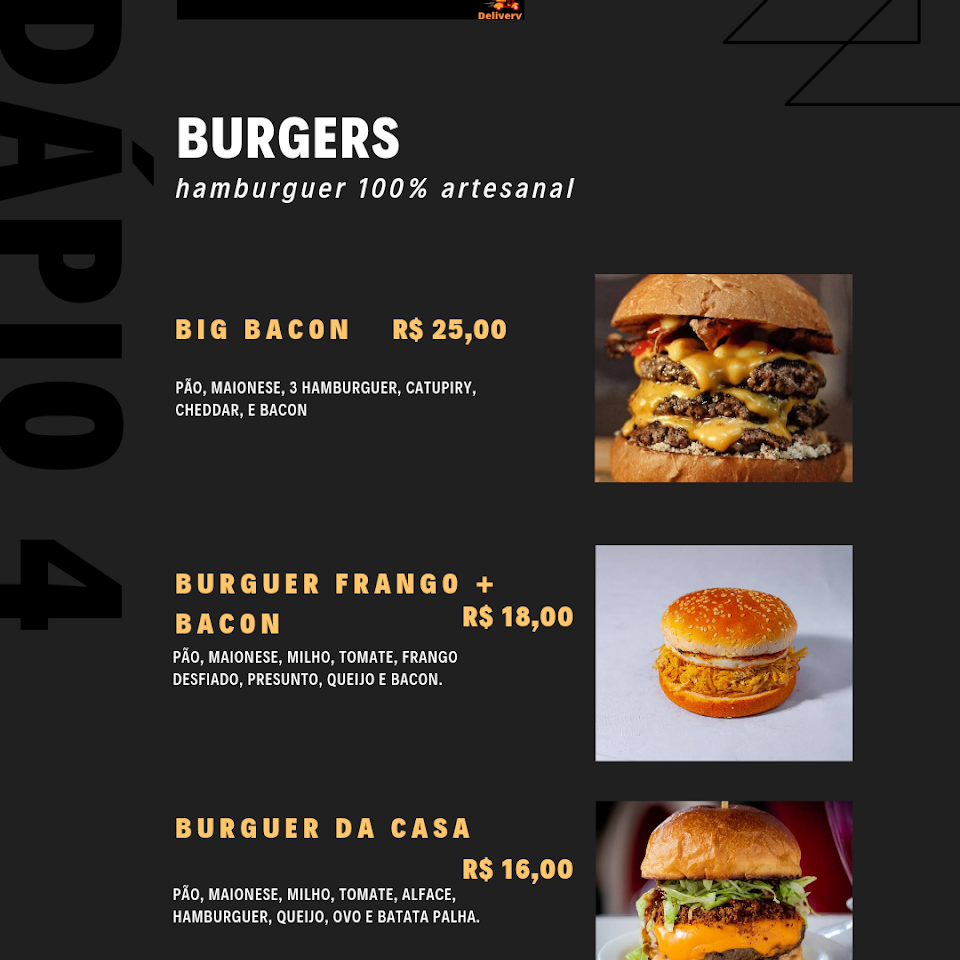 Delivery
DÁPIO 4
BURGERS
hamburguer 100% artesanal
BIG BACON R$ 25,00
PÃO, MAIONESE, 3 HAMBURGUER, CATUPIRY,
CHEDDAR, E BACON
BURGUER FRANGO +
BACON R$ 18,00
PÃO, MAIONESE, MILHO, TOMATE, FRANGO
DESFIADO, PRESUNTO, QUEIJO E BACON.
BURGUER DA CASA
R$ 16,00
PÃO, MAIONESE, MILHO, TOMATE, ALFACE,
HAMBURGUER, QUEIJO, OVO E BATATA PALHA.